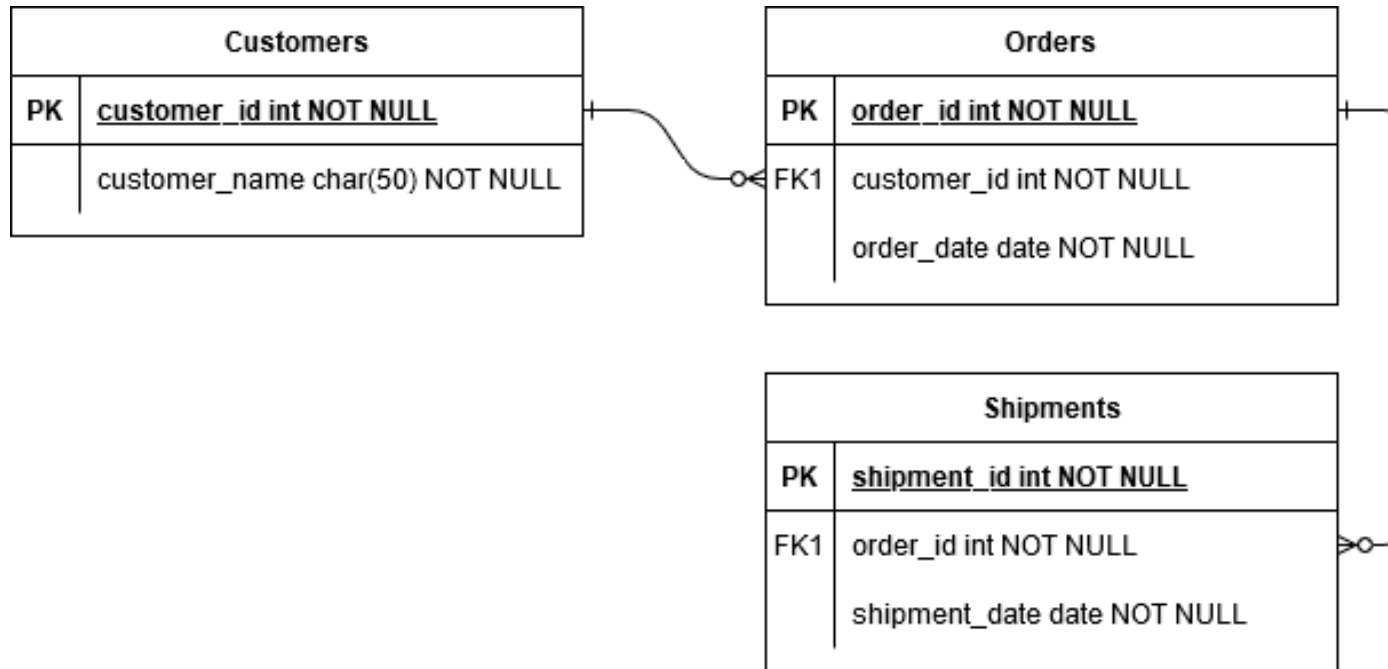 Customers
PK customer_id int NOT NULL
customer_name char(50) NOT NULL
Orders
PK order_id int NOT NULL
FK1 customer_id int NOT NULL
order_date date NOT NULL
Shipments
PK shipment_id int NOT NULL
FK1 order_id int NOT NULL
shipment_date date NOT NULL